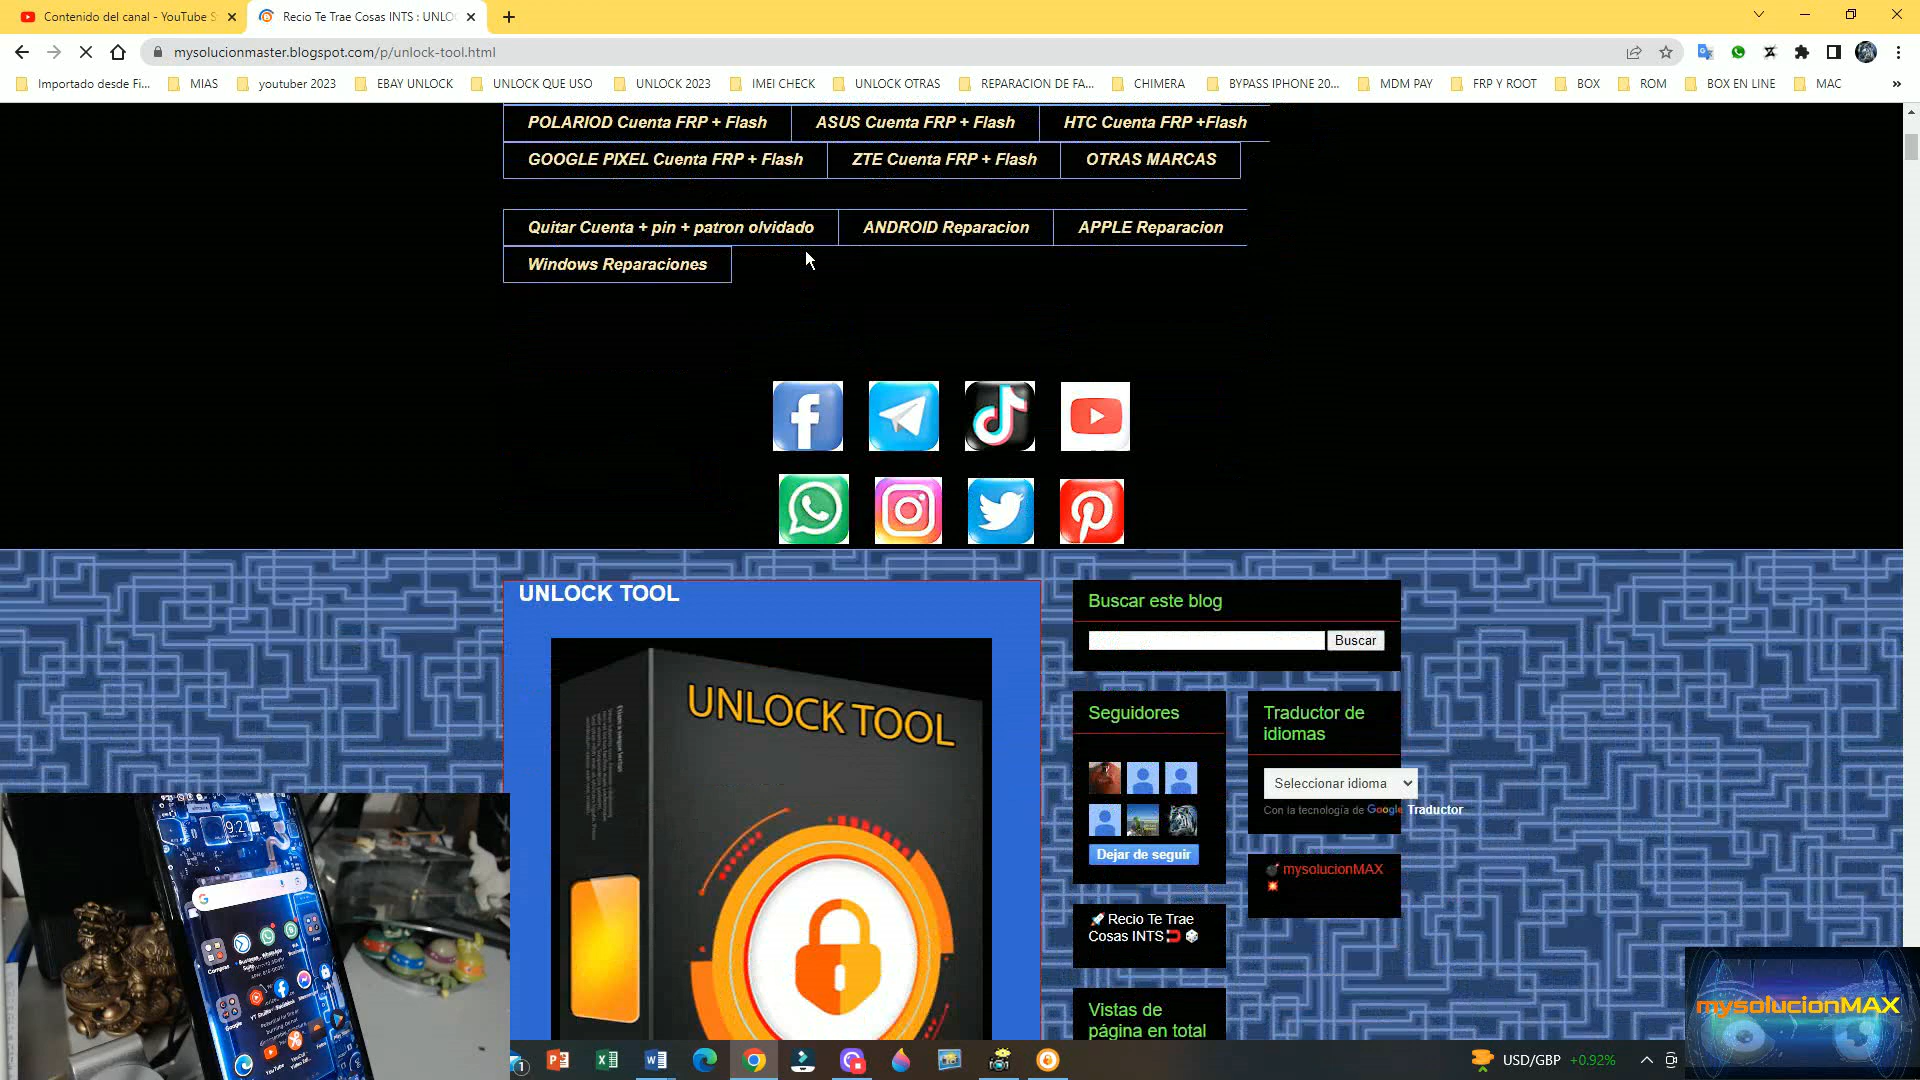 Contenido del canal - YouTube S
Recio Te Trae Cosas INTS : UNLO
mysolucionmaster.blogspot.com/p/unlock-tool.html
Importado desde Fi...
MIAS
youtuber 2023
EBAY UNLOCK
UNLOCK QUE USO
UNLOCK 2023
IMEI CHECK
UNLOCK OTRAS
REPARACION DE FA...
CHIMERA
BYPASS IPHONE 20...
MDM PAY
FRP Y ROOT
BOX
ROM
BOX EN LINE
MAC
»
POLARIOD Cuenta FRP + Flash
ASUS Cuenta FRP + Flash
HTC Cuenta FRP +Flash
GOOGLE PIXEL Cuenta FRP + Flash
ZTE Cuenta FRP + Flash
OTRAS MARCAS
Quitar Cuenta + pin + patron olvidado
ANDROID Reparacion
APPLE Reparacion
Windows Reparaciones
UNLOCK TOOL
UNLOCK TOOL
Buscar este blog
Buscar
Seguidores
Dejar de seguir
Traductor de
idiomas
Seleccionar idioma
Con la tecnología de Google Traductor
mysolucionMAX
Recio Te Trae
Cosas INTS
Vistas de
página en total
9:21
Compras
Google
YouTube
mysolucionMAX
1
USD/GBP +0.92%